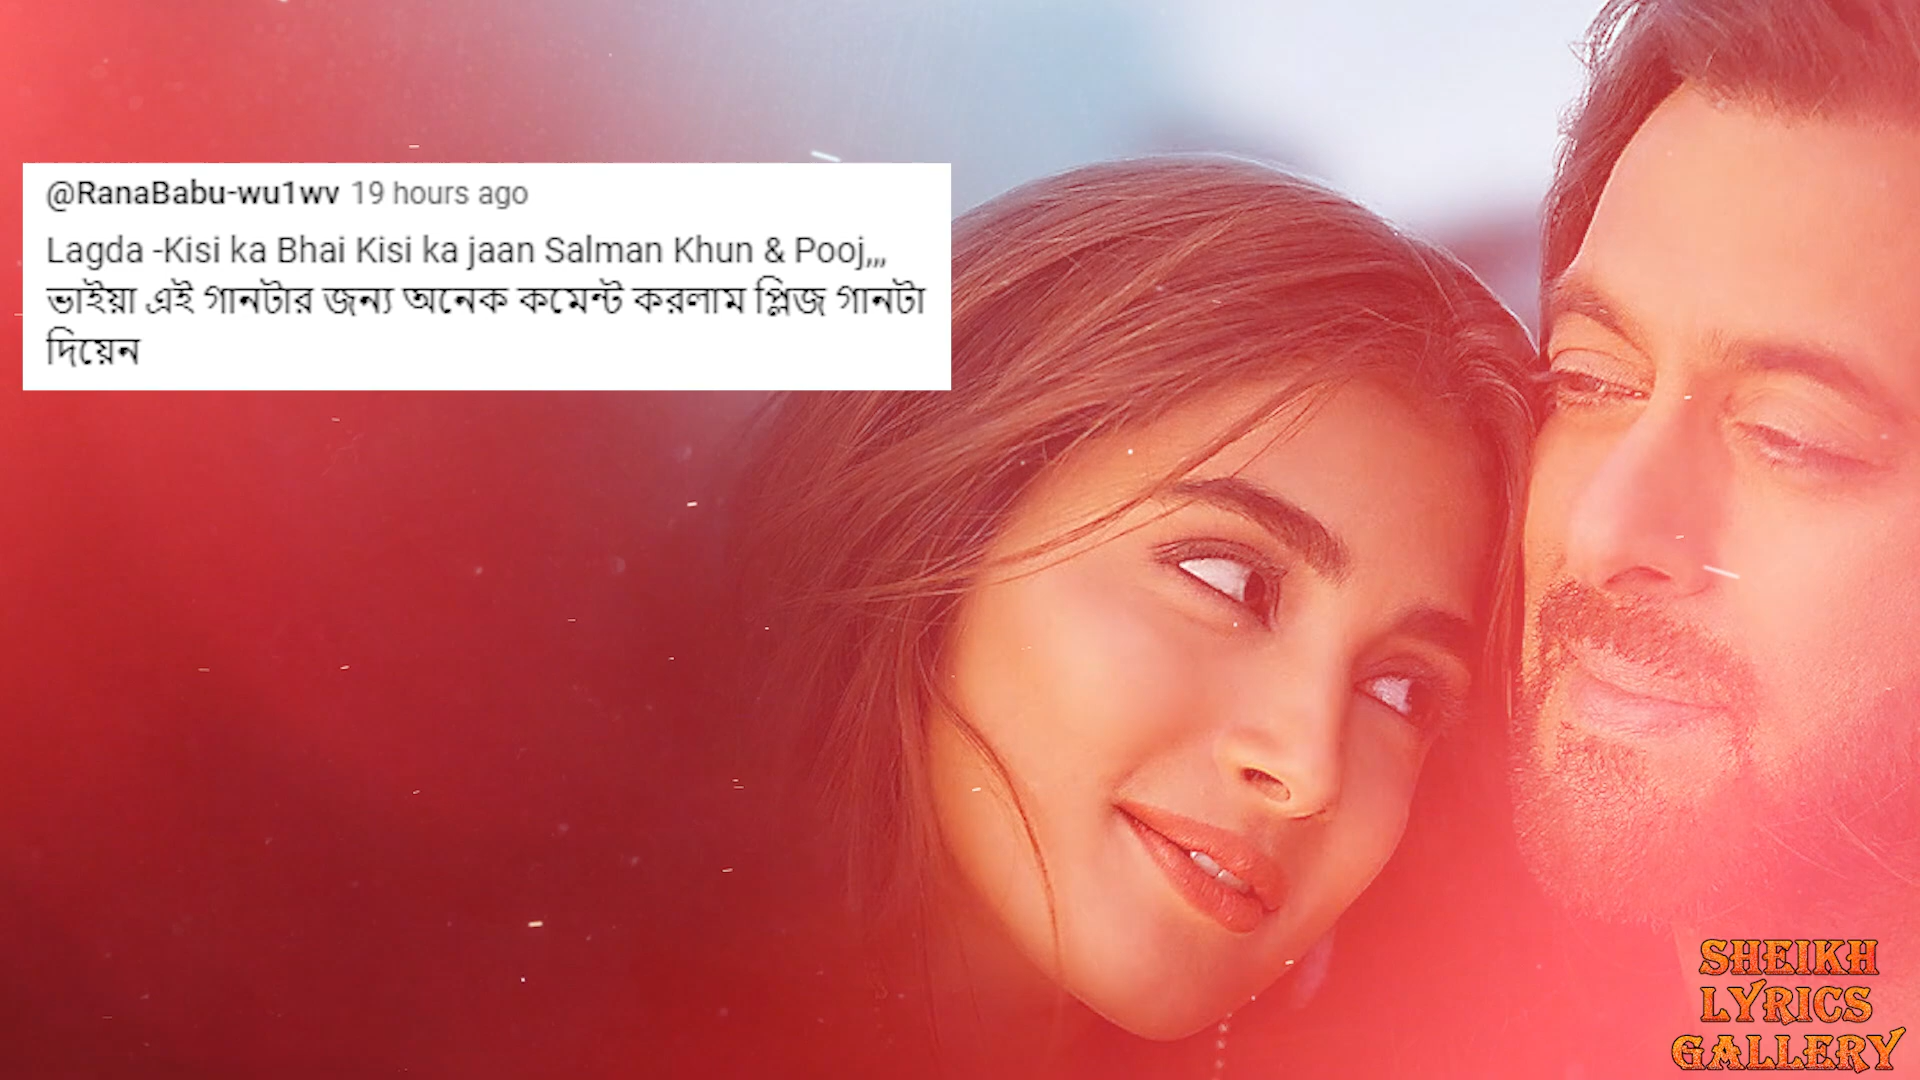 @RanaBabu-wu1wv 19 hours ago
Lagda -Kisi ka Bhai Kisi ka jaan Salman Khun & Pooj,,,
ভাইয়া এই গানটার জন্য অনেক কমেন্ট করলাম প্লিজ গানটা
দিয়েন
SHEIKH
LYRICS
GALLERY